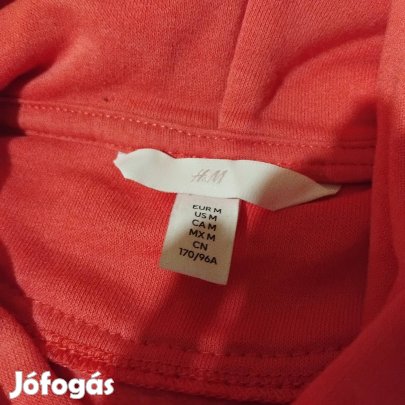 H&M
EUR M
US M
CA M
MX M
CN
170/96A
Jófogás